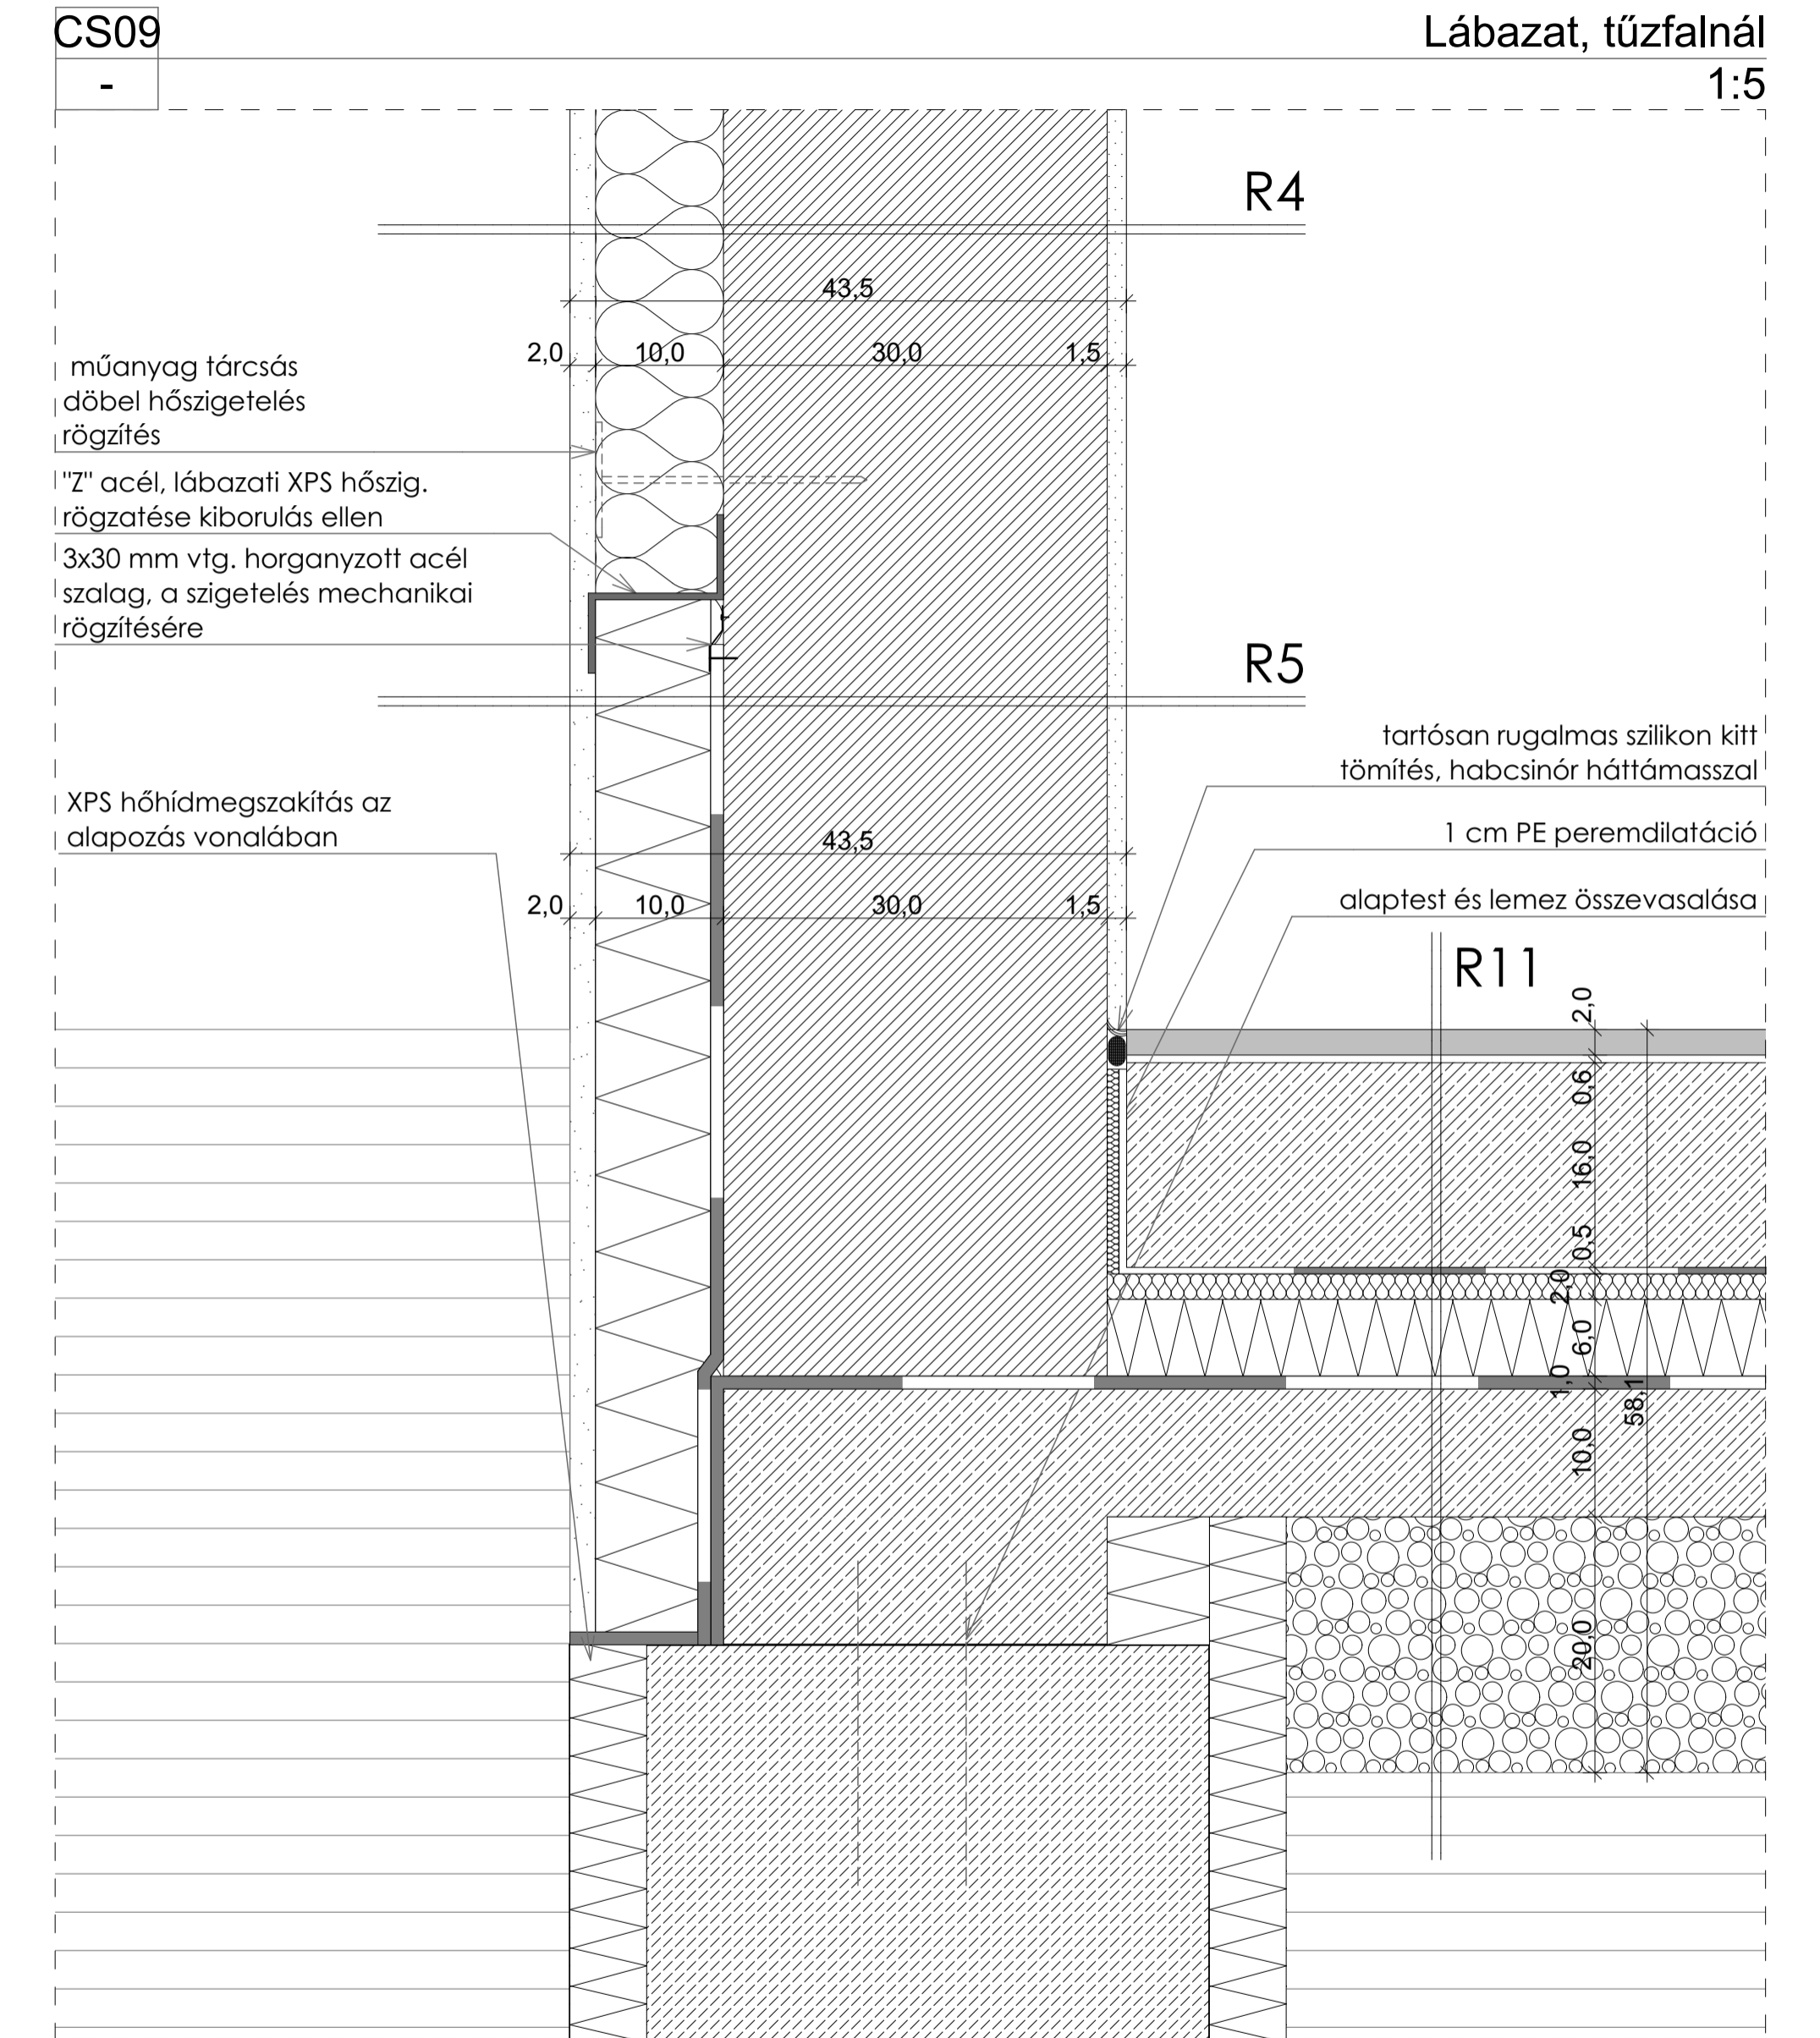 CS09
Lábazat, tűzfalnál
-
1:5
R4
43,5
2,0 10,0 30,0 1,5
műanyag tárcsás
döbel hőszigetelés
rögzítés
"Z" acél, lábazati XPS hőszig.
rögzatése kiborulás ellen
3x30 mm vtg. horganyzott acél
szalag, a szigetelés mechanikai
rögzítésére
R5
tartósan rugalmas szilikon kitt
tömítés, habcsinór háttámasszal
XPS hőhídmegszakítás az
alapozás vonalában
1 cm PE peremdilatáció
43,5
2,0 10,0 30,0 1,5
alaptest és lemez összevasalása
R11
2,0
0,6
16,0
0,5
2,0
6,0
1,0
58,1
10,0
20,0